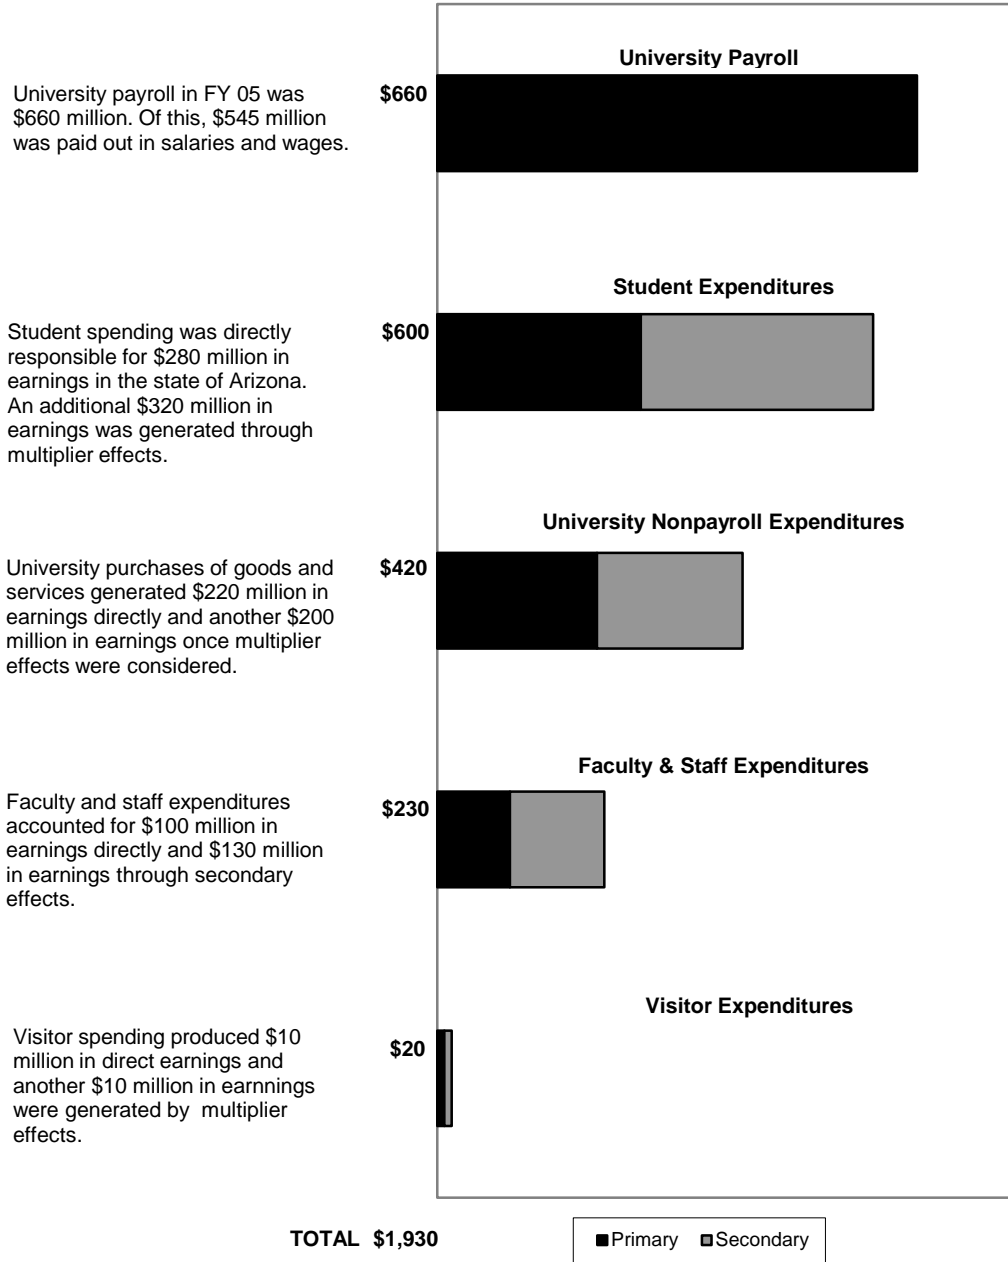 University Payroll
University payroll in FY 05 was
$660 million. Of this, $545 million
was paid out in salaries and wages.
$660
Student Expenditures
Student spending was directly
responsible for $280 million in
earnings in the state of Arizona.
An additional $320 million in
earnings was generated through
multiplier effects.
$600
University Nonpayroll Expenditures
University purchases of goods and
services generated $220 million in
earnings directly and another $200
million in earnings once multiplier
effects were considered.
$420
Faculty & Staff Expenditures
Faculty and staff expenditures
accounted for $100 million in
earnings directly and $130 million
in earnings through secondary
effects.
$230
Visitor Expenditures
Visitor spending produced $10
million in direct earnings and
another $10 million in earnnings
were generated by  multiplier
effects.
$20
TOTAL $1,930
Primary Secondary